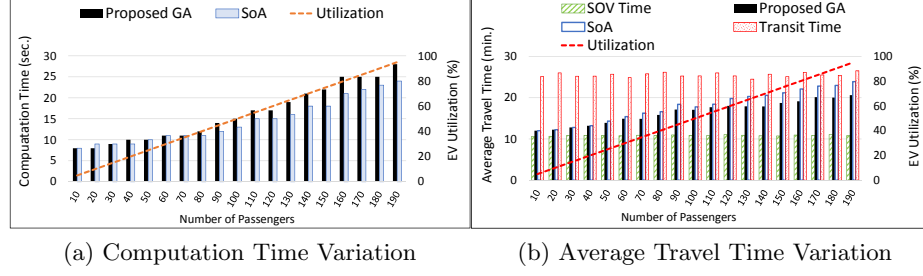 Proposed GA SoA Utilization
Computation Time (sec.)
30
25
20
15
10
5
0
100
80
60
40
20
0
EV Utilization (%)
10 20 30 40 50 60 70 80 90 100 110 120 130 140 150 160 170 180 190
Number of Passengers
(a) Computation Time Variation
SOV Time Proposed GA
SoA Transit Time
Utilization
Average Travel Time (min.)
30
20
10
0
100
80
60
40
20
0
EV Utilization (%)
10 20 30 40 50 60 70 80 90 100 110 120 130 140 150 160 170 180 190
Number of Passengers
(b) Average Travel Time Variation